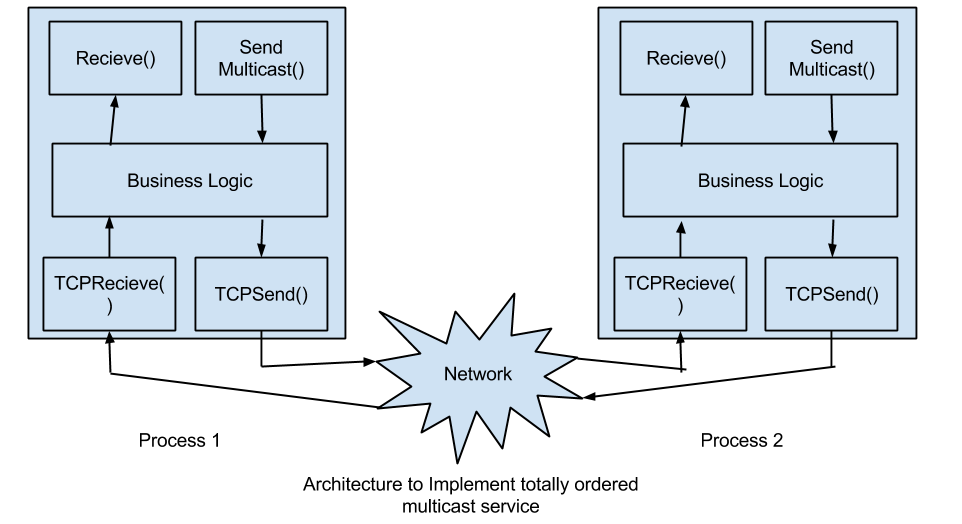 Recieve()
Send
Multicast()
Business Logic
TCPRecieve(
)
TCPSend()
Process 1
Network
Recieve()
Send
Multicast()
Business Logic
TCPRecieve(
)
TCPSend()
Process 2
Architecture to Implement totally ordered
multicast service